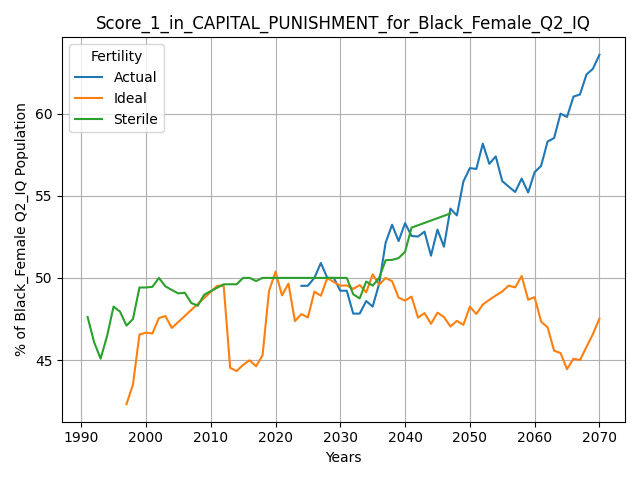 Score_1_in_CAPITAL_PUNISHMENT_for_Black_Female_Q2_IQ
Fertility
Actual
Ideal
Sterile
% of Black_Female Q2_IQ Population
60
55
50
45
1990 2000 2010 2020 2030 2040 2050 2060 2070
Years